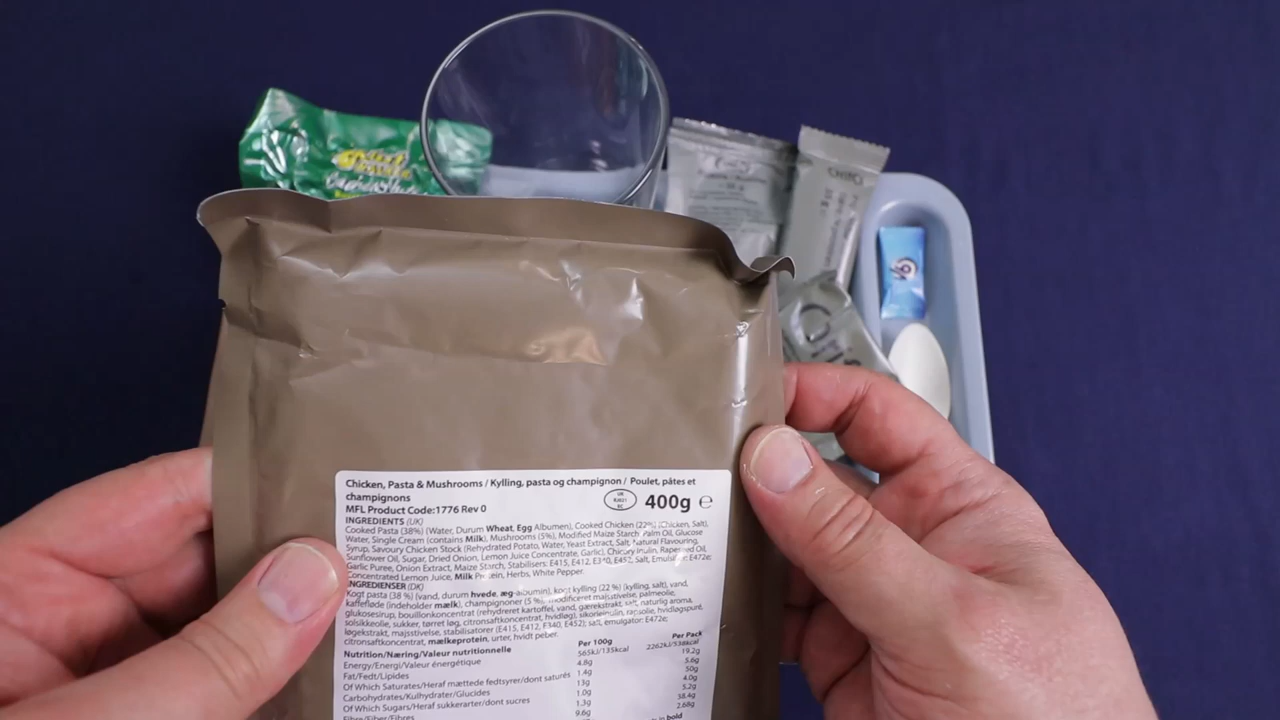 CHIPCI
Chicken, Pasta & Mushrooms / Kylling, pasta og champignon / Poulet, pâtes et
champignons
UK
400g e
MFL Product Code:1776 Rev 0
INGREDIENTS (UK)
Cooked Pasta (38%) (Water, Durum Wheat, Egg Albumen), Cooked Chicken (22%) (Chicken, Salt),
Water, Single Cream (contains Milk), Mushrooms (5%), Modified Maize Starch, Palm Oil, Glucose
Syrup, Savoury Chicken Stock (Rehydrated Potato, Water, Yeast Extract, Salt, Natural Flavouring,
Sunflower Oil, Sugar, Dried Onion, Lemon Juice Concentrate, Garlic), Chicory Inulin, Rapeseed Oil,
Garlic Puree, Onion Extract, Maize Starch, Stabilisers: E415, E412, E340, E452, Salt, Emulsifier: E472e,
Concentrated Lemon Juice, Milk Protein, Herbs, White Pepper.
INGREDIENSER (DK)
Kogt pasta (38 %) (vand, durum hvede, æg-albumin), kogt kylling (22 %) (kylling, salt), vand,
kaffefløde (indeholder mælk), champignoner (5 %), modificeret majsstivelse, palmeolie,
glukosesirup, bouillonkoncentrat (rehydreret kartoffel, vand, gærekstrakt, salt, naturlig aroma,
solsikkeolie, sukker, tørret løg, citronsaftkoncentrat, hvidløg), sikorieinulin, rapsolie, hvidløgspuré,
løgekstrakt, majsstivelse, stabilisatorer (E415, E412, E340, E452); salt, emulgator: E472e;
citronsaftkoncentrat, mælkeprotein, urter, hvidt peber.
Nutrition/Næring/Valeur nutritionnelle Per 100g Per Pack
Energy/Energi/Valeur énergétique 565kJ/135kcal 2262kJ/538kcal
Fat/Fedt/Lipides 4.8g 19.2g
Of Which Saturates/Heraf mættede fedtsyrer/dont saturés 1.4g 5.6g
Carbohydrates/Kulhydrater/Glucides 13g 50g
Of Which Sugars/Heraf sukkerarter/dont sucres 1.0g 4.0g
Fibre/Fiber/Fibres 1.3g 5.2g
9.6g 38.4g
2.68g
in bold